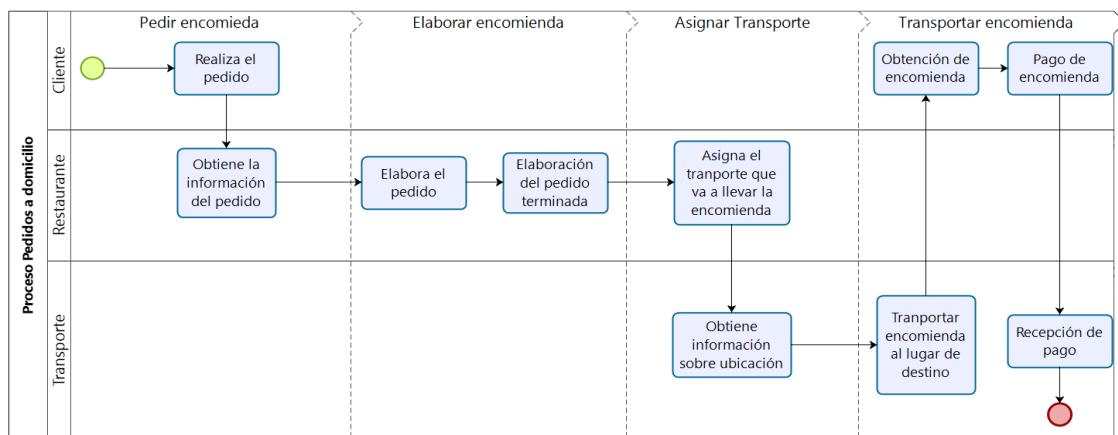 Pedir encomieda
Elaborar encomienda
Asignar Transporte
Transportar encomienda
Proceso Pedidos a domicilio
Cliente
Realiza el
pedido
Obtención de
encomienda
Pago de
encomienda
Restaurante
Obtiene la
información
del pedido
Elabora el
pedido
Elaboración
del pedido
terminada
Asigna el
tranporte que
va a llevar la
encomienda
Transporte
Obtiene
información
sobre ubicación
Tranportar
encomienda
al lugar de
destino
Recepción de
pago